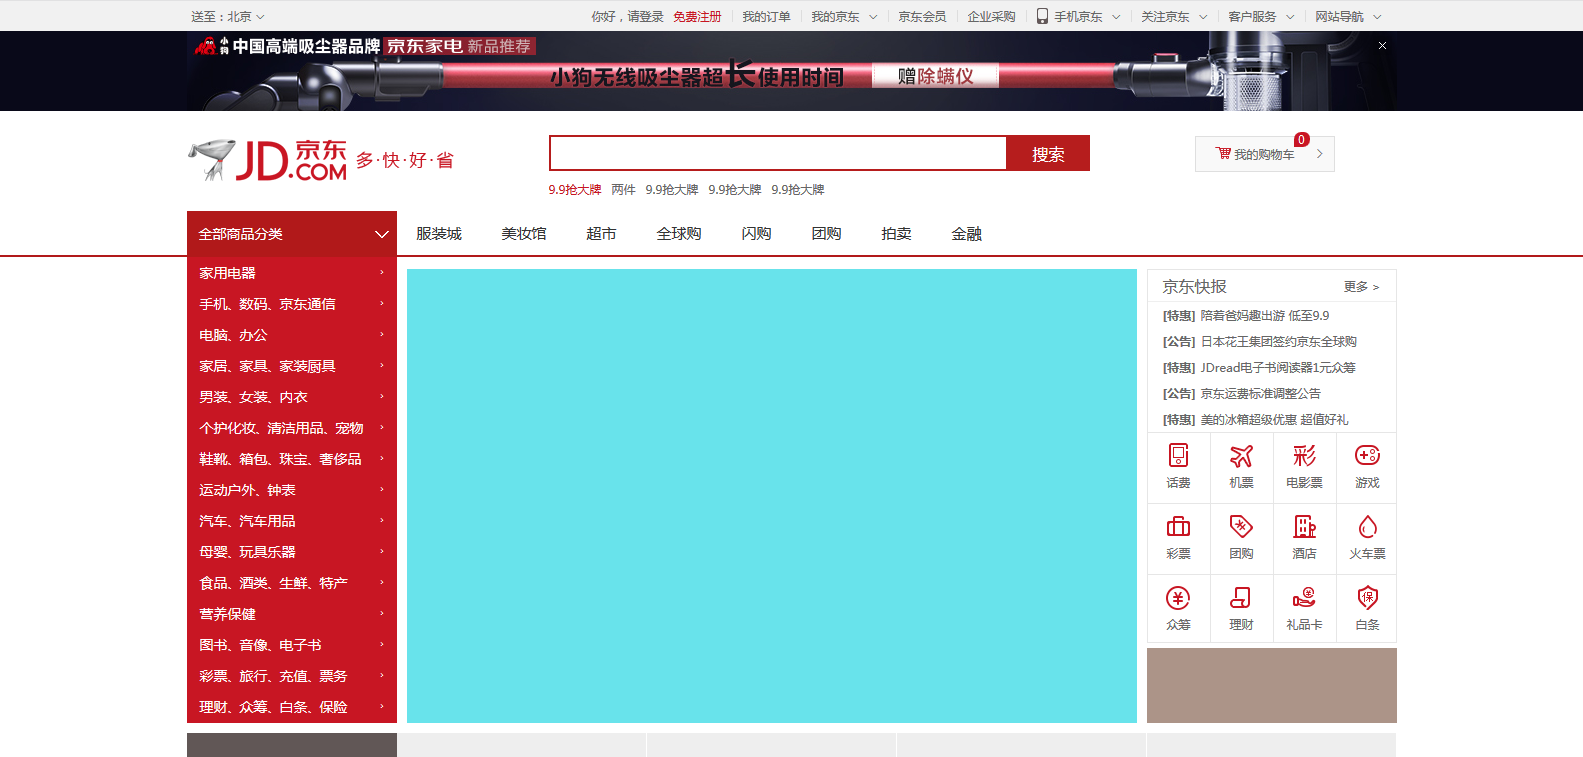 送至：北京
你好，请登录 免费注册 我的订单 我的京东 京东会员 企业采购 手机京东 关注京东 客户服务 网站导航
小狗 中国高端吸尘器品牌 京东家电 新品推荐
小狗无线吸尘器超长使用时间 赠除螨仪
JD.COM 京东 多·快·好·省
搜索
我的购物车 0
9.9抢大牌 两件 9.9抢大牌 9.9抢大牌 9.9抢大牌
全部商品分类 服装城 美妆馆 超市 全球购 闪购 团购 拍卖 金融
家用电器
手机、数码、京东通信
电脑、办公
家居、家具、家装厨具
男装、女装、内衣
个护化妆、清洁用品、宠物
鞋靴、箱包、珠宝、奢侈品
运动户外、钟表
汽车、汽车用品
母婴、玩具乐器
食品、酒类、生鲜、特产
营养保健
图书、音像、电子书
彩票、旅行、充值、票务
理财、众筹、白条、保险
京东快报 更多 >
[特惠] 陪着爸妈趣出游 低至9.9
[公告] 日本花王集团签约京东全球购
[特惠] JDread电子书阅读器1元众筹
[公告] 京东运费标准调整公告
[特惠] 美的冰箱超级优惠 超值好礼
话费 机票 电影票 游戏
彩票 团购 酒店 火车票
众筹 理财 礼品卡 白条